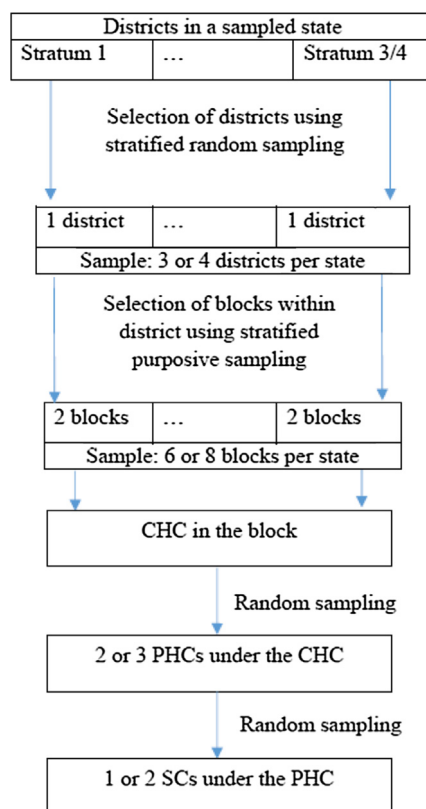 Districts in a sampled state
Stratum 1 … Stratum 3/4
Selection of districts using
stratified random sampling
1 district … 1 district
Sample: 3 or 4 districts per state
Selection of blocks within
district using stratified
purposive sampling
2 blocks … 2 blocks
Sample: 6 or 8 blocks per state
CHC in the block
Random sampling
2 or 3 PHCs under the CHC
Random sampling
1 or 2 SCs under the PHC